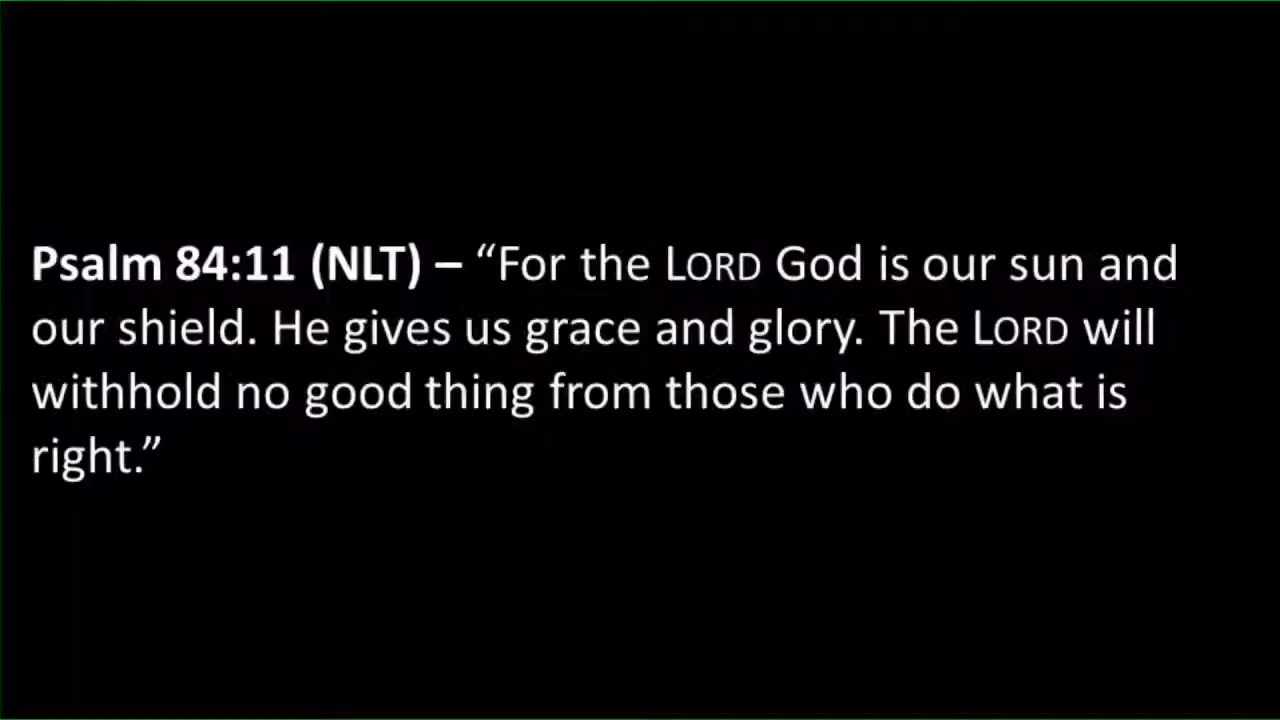 Psalm 84:11 (NLT) – “For the LORD God is our sun and
our shield. He gives us grace and glory. The LORD will
withhold no good thing from those who do what is
right.”